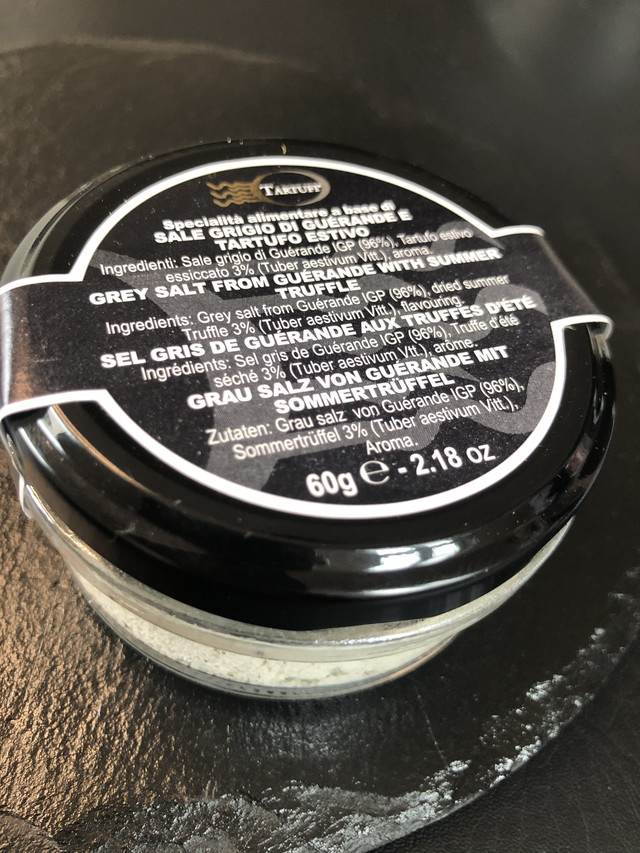 TARTUFI
Specialità alimentare a base di
SALE GRIGIO DI GUÉRANDE E
TARTUFO ESTIVO
Ingredienti: Sale grigio di Guérande IGP (96%), Tartufo estivo
essiccato 3% (Tuber aestivum Vitt.), aroma.
GREY SALT FROM GUÉRANDE WITH SUMMER
TRUFFLE
Ingredients: Grey salt from Guérande IGP (96%), dried summer
Truffle 3% (Tuber aestivum Vitt.), flavouring.
SEL GRIS DE GUÉRANDE AUX TRUFFES D'ÉTÉ
Ingrédients: Sel gris de Guérande IGP (96%), Truffe d'été
séché 3% (Tuber aestivum Vitt.), arôme.
GRAU SALZ VON GUÉRANDE MIT
SOMMERTRÜFFEL
Zutaten: Grau salz von Guérande IGP (96%),
Sommertrüffel 3% (Tuber aestivum Vitt.),
Aroma.
60g ℮ - 2.18 oz